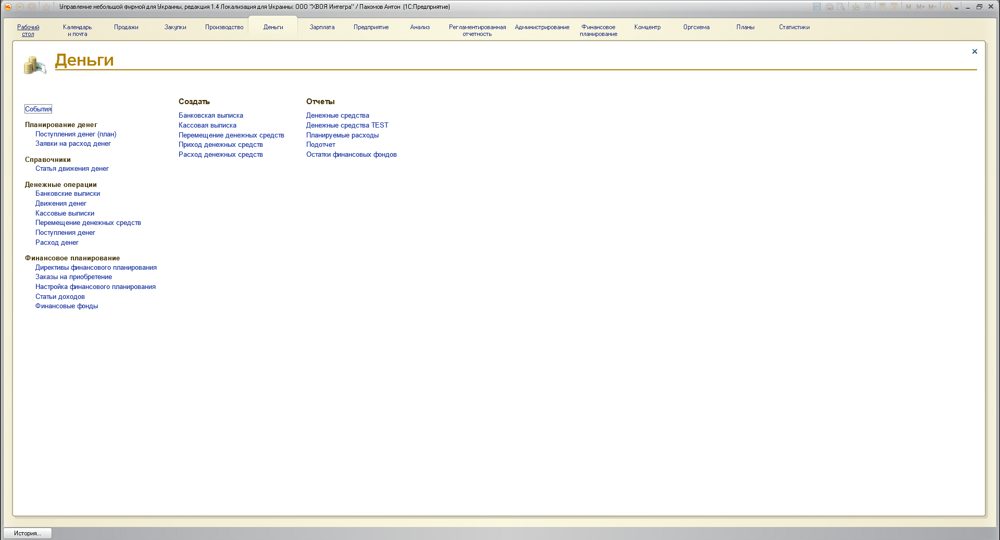 Управление небольшой фирмой для Украины, редакция 1.4 Локализация для Украины: ООО "ХВОЯ Интегра" / Пахомов Антон (1С:Предприятие)
M M+ M-
Рабочий стол
Календарь и почта
Продажи
Закупки
Производство
Деньги
Зарплата
Предприятие
Анализ
Регламентированная отчетность
Администрирование
Финансовое планирование
Комцентр
Оргсхема
Планы
Статистики
Деньги
События
Планирование денег
Поступления денег (план)
Заявки на расход денег
Справочники
Статья движения денег
Денежные операции
Банковские выписки
Движения денег
Кассовые выписки
Перемещение денежных средств
Поступления денег
Расход денег
Финансовое планирование
Директивы финансового планирования
Заказы на приобретение
Настройка финансового планирования
Статьи доходов
Финансовые фонды
Создать
Банковская выписка
Кассовая выписка
Перемещение денежных средств
Приход денежных средств
Расход денежных средств
Отчеты
Денежные средства
Денежные средства TEST
Планируемые расходы
Подотчет
Остатки финансовых фондов
История...